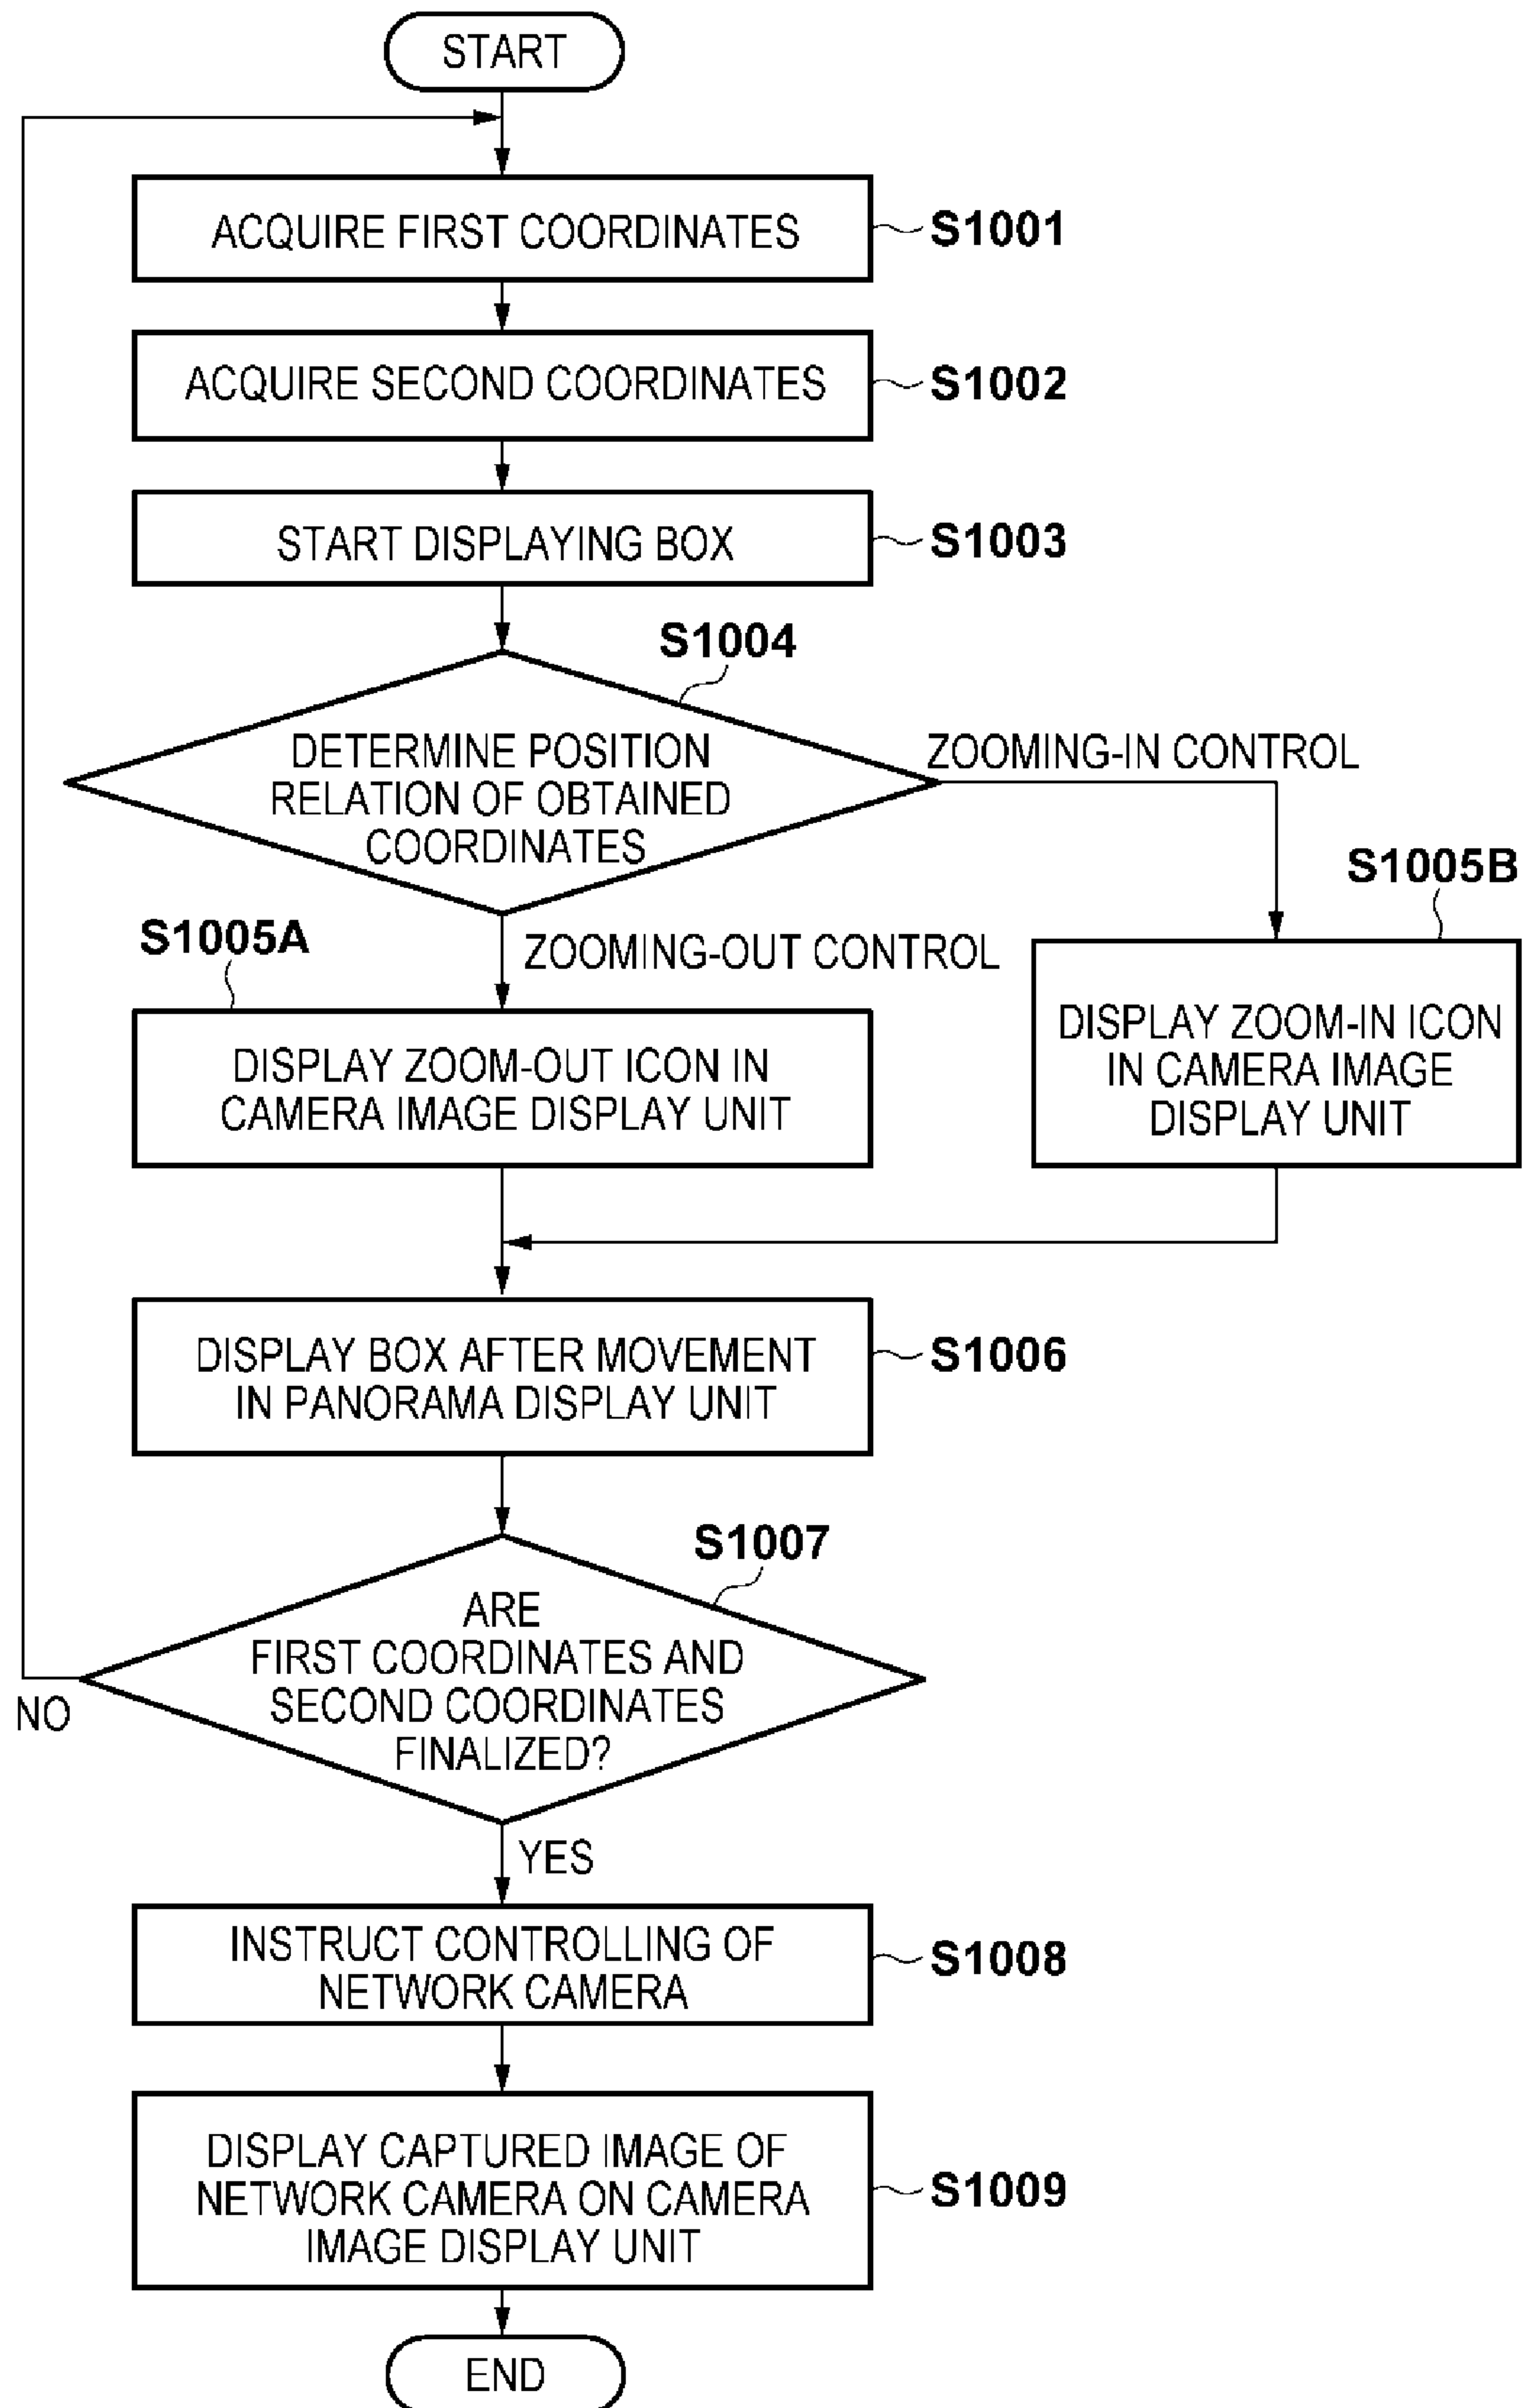 START
ACQUIRE FIRST COORDINATES
S1001
ACQUIRE SECOND COORDINATES
S1002
START DISPLAYING BOX
S1003
S1004
DETERMINE POSITION
RELATION OF OBTAINED
COORDINATES
ZOOMING-IN CONTROL
ZOOMING-OUT CONTROL
S1005A
DISPLAY ZOOM-OUT ICON IN
CAMERA IMAGE DISPLAY UNIT
S1005B
DISPLAY ZOOM-IN ICON
IN CAMERA IMAGE
DISPLAY UNIT
DISPLAY BOX AFTER MOVEMENT
IN PANORAMA DISPLAY UNIT
S1006
S1007
ARE
FIRST COORDINATES AND
SECOND COORDINATES
FINALIZED?
NO
YES
INSTRUCT CONTROLLING OF
NETWORK CAMERA
S1008
DISPLAY CAPTURED IMAGE OF
NETWORK CAMERA ON CAMERA
IMAGE DISPLAY UNIT
S1009
END